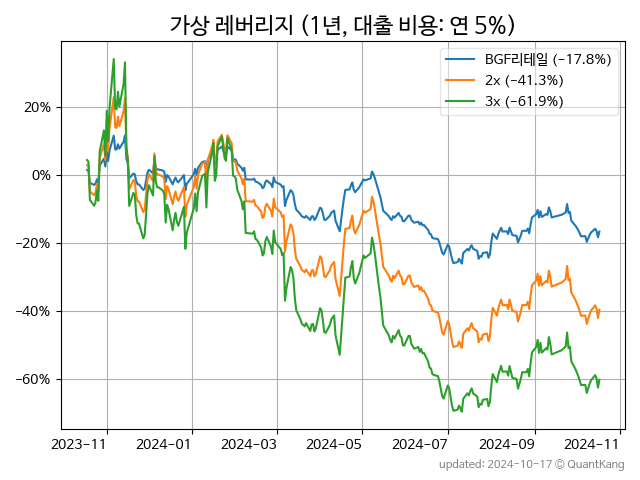 가상 레버리지 (1년, 대출 비용: 연 5%)
BGF리테일 (−17.8%)
2x (−41.3%)
3x (−61.9%)
20%
0%
−20%
−40%
−60%
2023-11
2024-01
2024-03
2024-05
2024-07
2024-09
2024-11
updated: 2024-10-17 © QuantKang